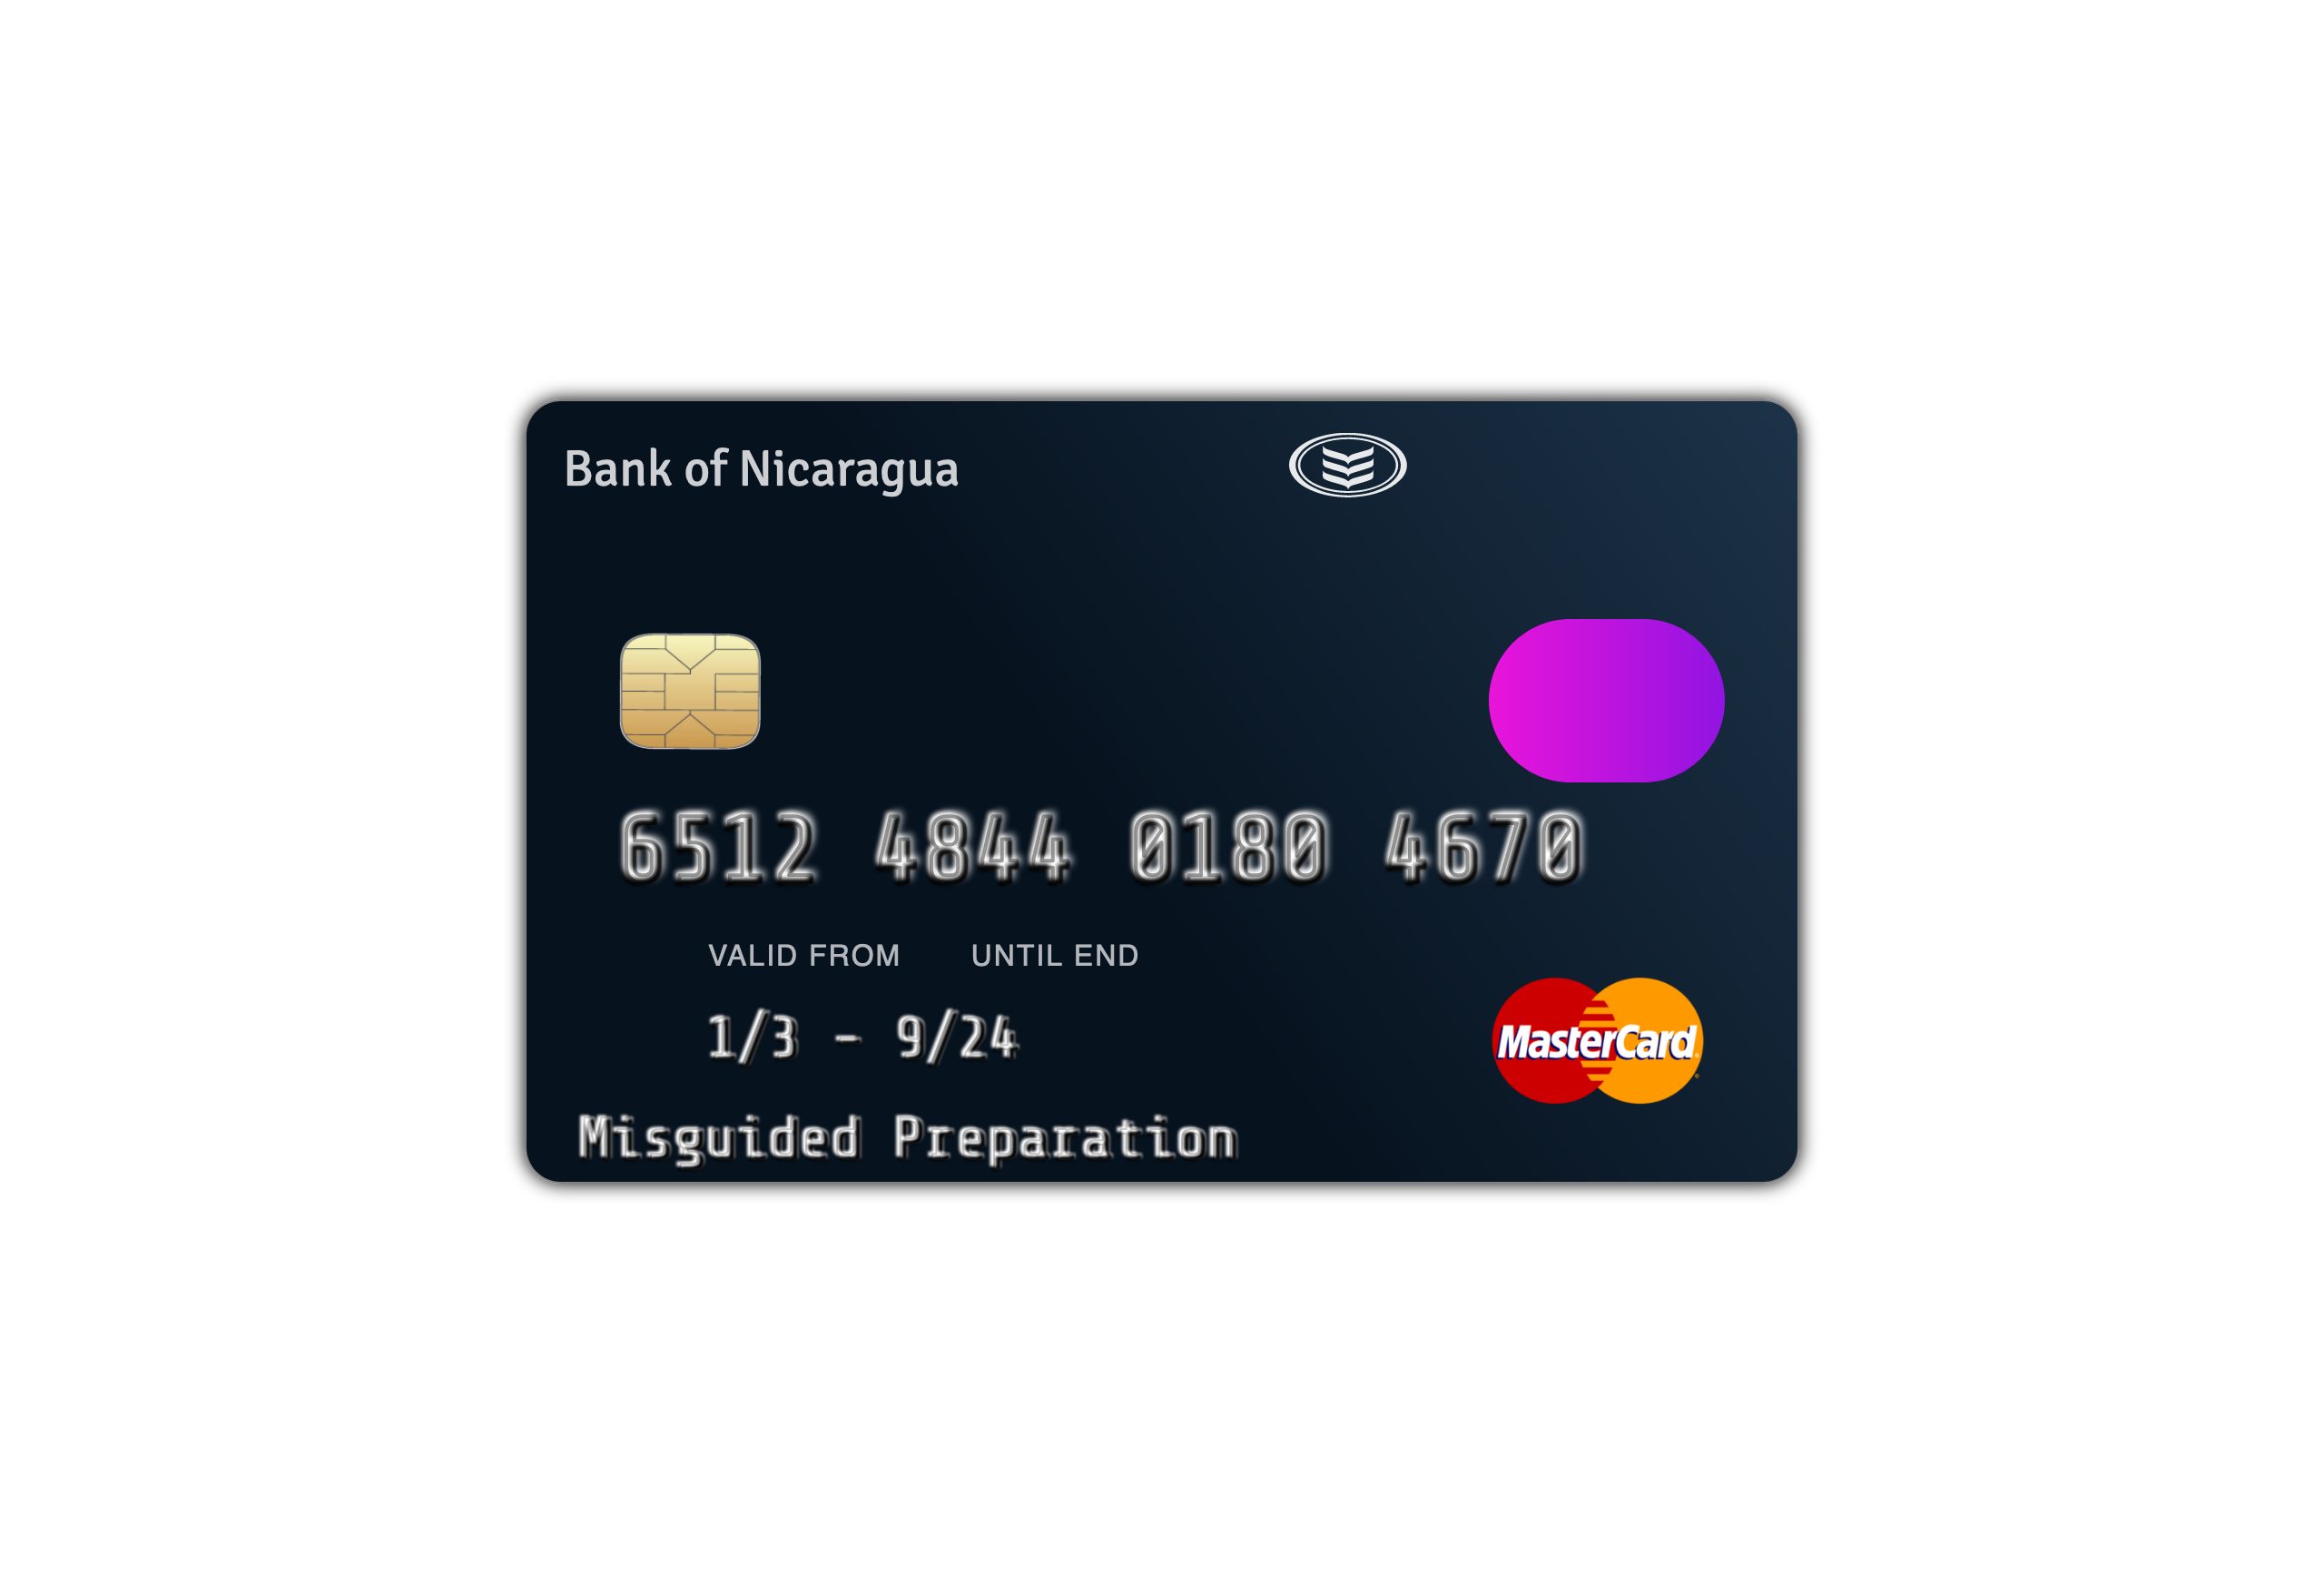 Bank of Nicaragua
6512 4844 0180 4670
VALID FROM UNTIL END
1/3 - 9/24
MasterCard
Misguided Preparation